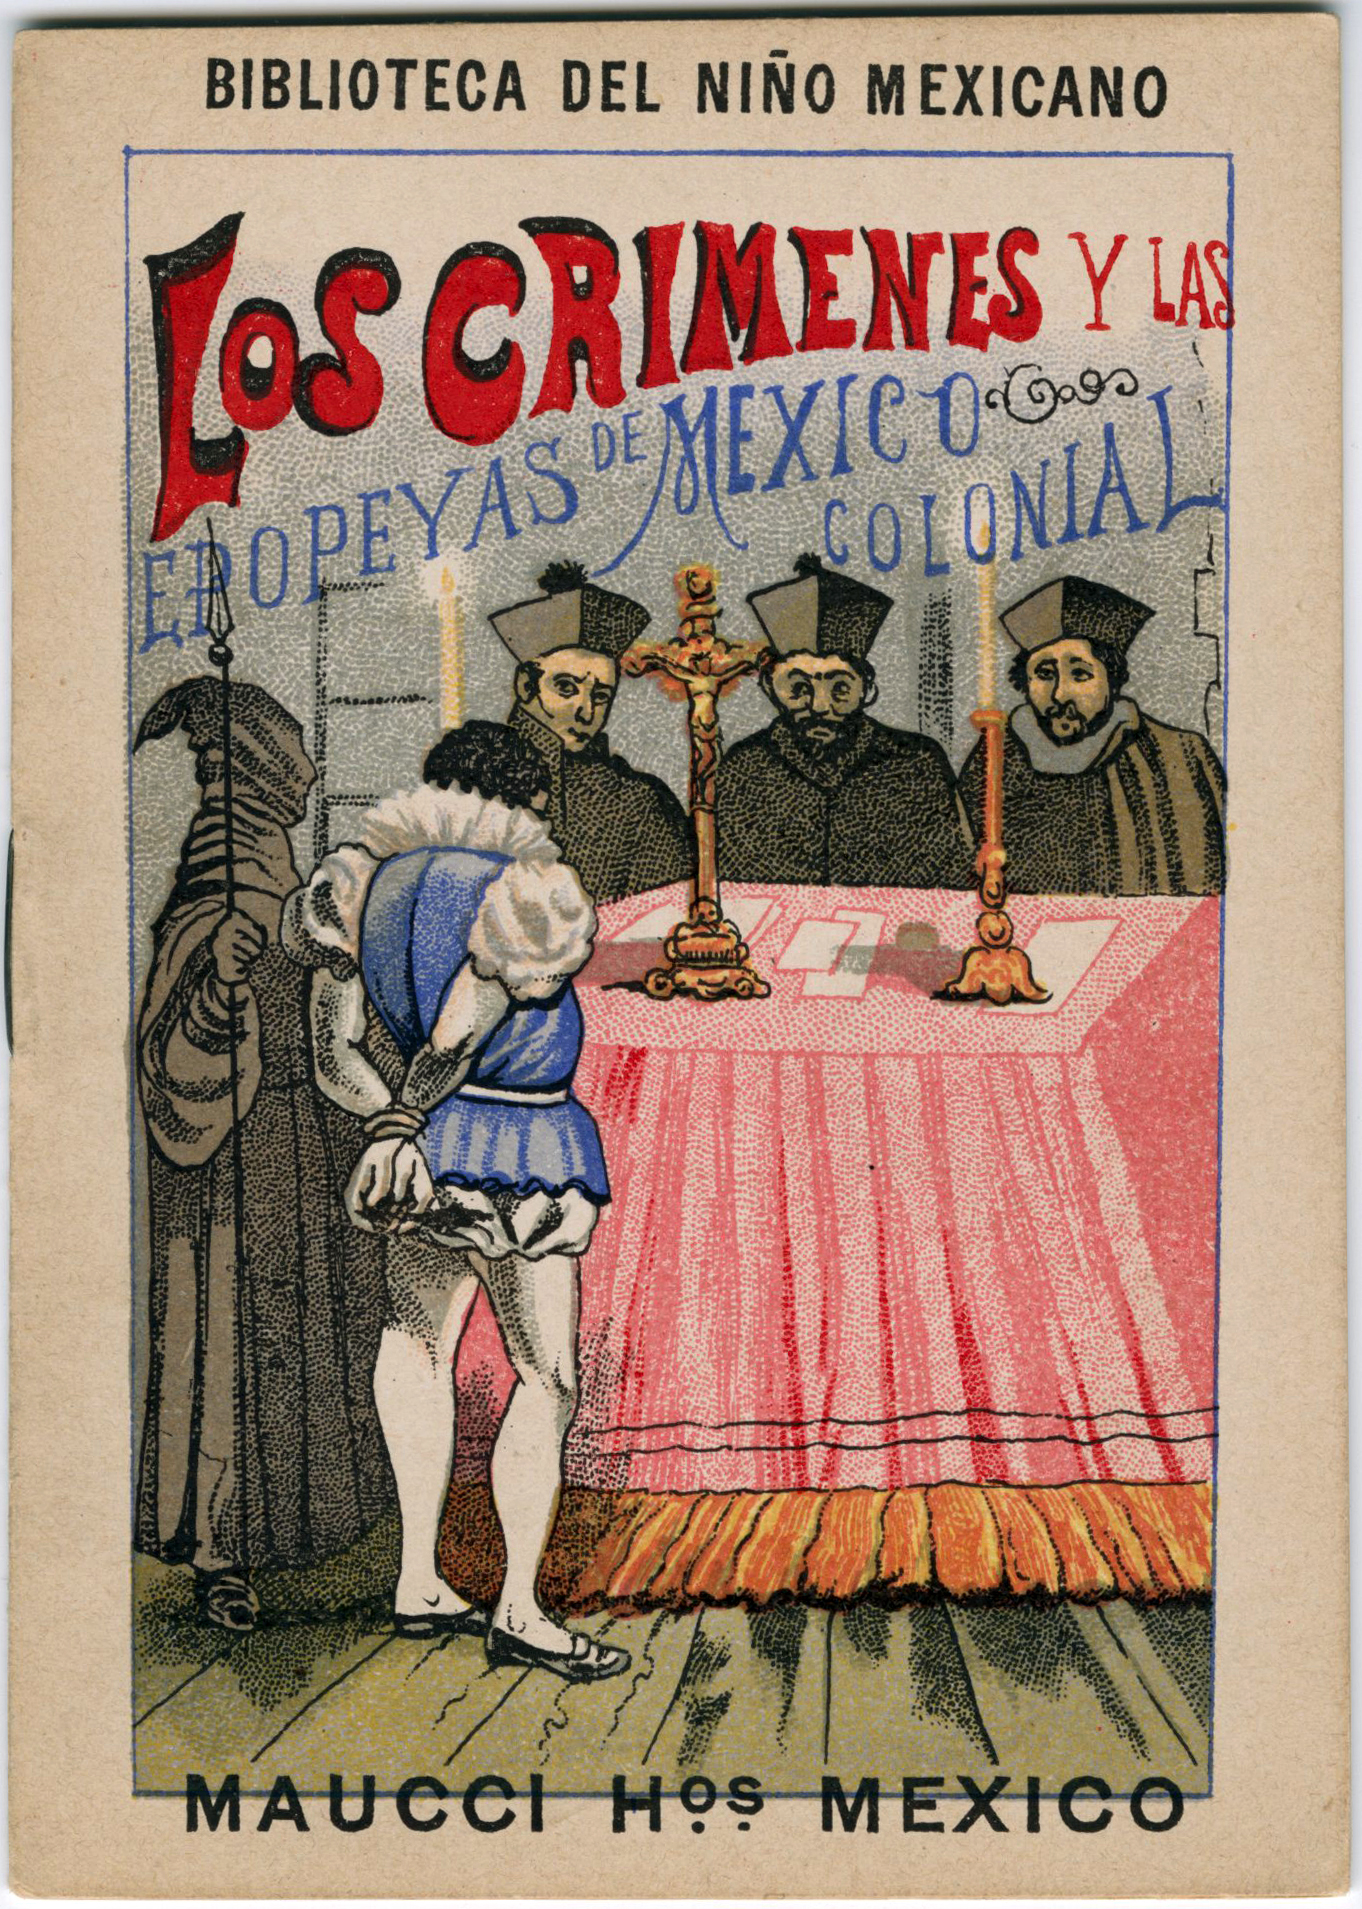 BIBLIOTECA DEL NIÑO MEXICANO
LOS CRIMENES Y LAS
EPOPEYAS DE MEXICO
COLONIAL
MAUCCI Hos. MEXICO